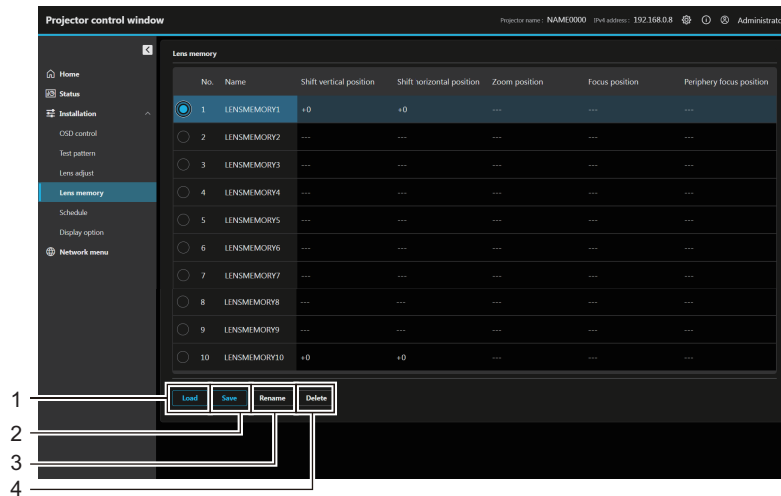 Projector control window Projector name : NAME0000 IPv4 address : 192.168.0.8 Administrato
Home
Status
Installation
OSD control
Test pattern
Lens adjust
Lens memory
Schedule
Display option
Network menu
Lens memory
No. Name Shift vertical position Shift horizontal position Zoom position Focus position Periphery focus position
1 LENSMEMORY1 +0 +0 --- --- ---
2 LENSMEMORY2 --- --- --- --- ---
3 LENSMEMORY3 --- --- --- --- ---
4 LENSMEMORY4 --- --- --- --- ---
5 LENSMEMORY5 --- --- --- --- ---
6 LENSMEMORY6 --- --- --- --- ---
7 LENSMEMORY7 --- --- --- --- ---
8 LENSMEMORY8 --- --- --- --- ---
9 LENSMEMORY9 --- --- --- --- ---
10 LENSMEMORY10 +0 +0 --- --- ---
Load Save Rename Delete
1
2
3
4